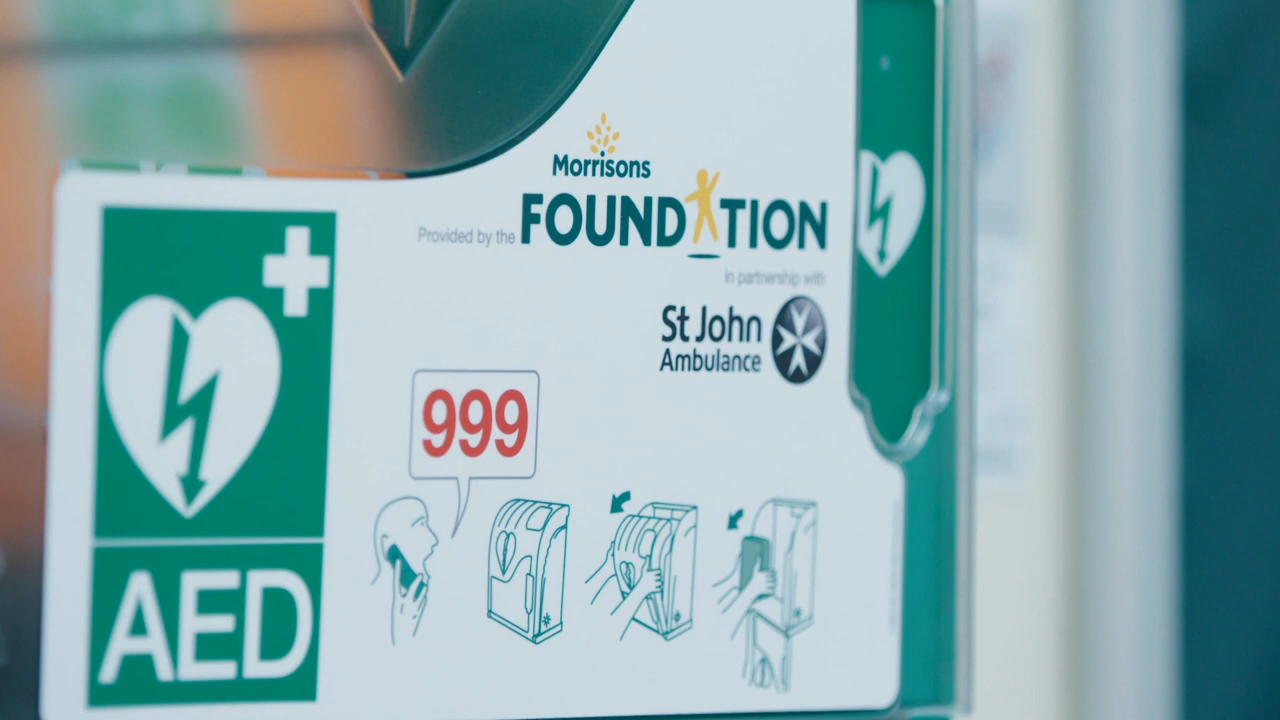 Morrisons
Provided by the FOUNDATION
in partnership with
St John
Ambulance
999
AED